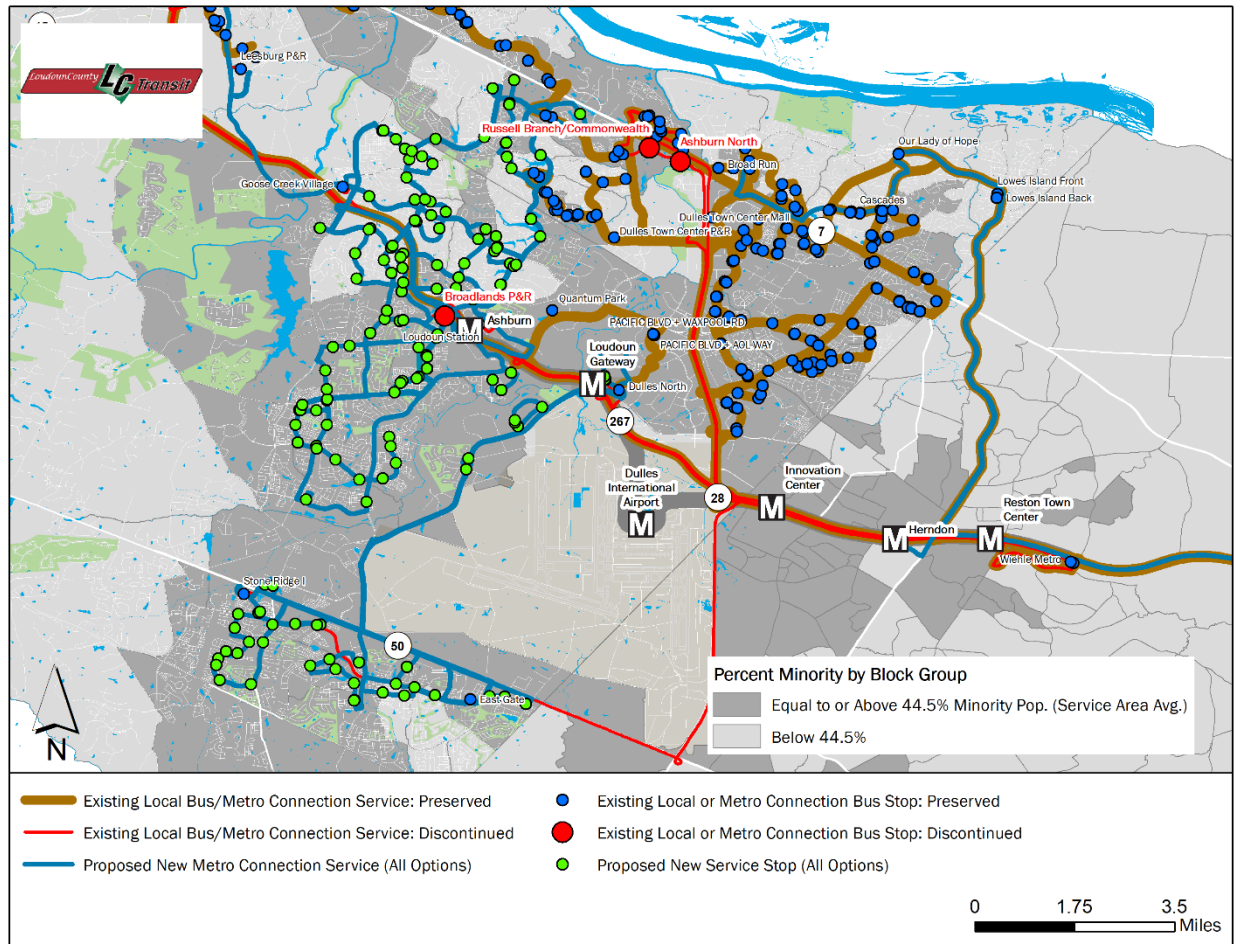 Leesburg P&R
LoudounCounty LC Transit
Russell Branch/Commonwealth
Ashburn North
Our Lady of Hope
Broad Run
Goose Creek Village
Lowes Island Front
Lowes Island Back
Cascades
Dulles Town Center Mall
Dulles Town Center P&R
7
Broadlands P&R
Quantum Park
M Ashburn
PACIFIC BLVD + WAXPOOL RD
Loudoun Station
PACIFIC BLVD + AOL WAY
Loudoun
Gateway
M
Dulles North
267
Dulles
International
Airport
M
28
Innovation
Center
M
Herndon
M
Reston Town
Center
M
Wiehle Metro
Stone Ridge I
50
East Gate
N
Percent Minority by Block Group
Equal to or Above 44.5% Minority Pop. (Service Area Avg.)
Below 44.5%
Existing Local Bus/Metro Connection Service: Preserved
Existing Local or Metro Connection Bus Stop: Preserved
Existing Local Bus/Metro Connection Service: Discontinued
Existing Local or Metro Connection Bus Stop: Discontinued
Proposed New Metro Connection Service (All Options)
Proposed New Service Stop (All Options)
0 1.75 3.5
Miles